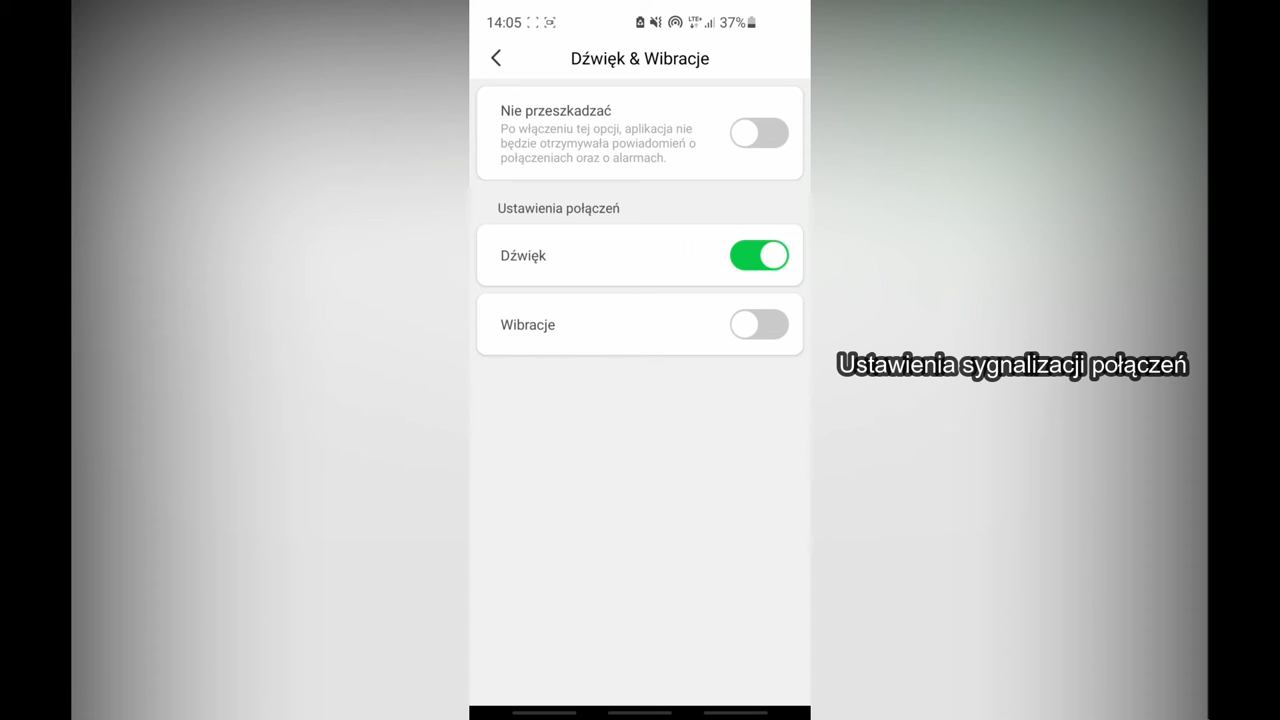 14:05
LTE+
37%
Dźwięk & Wibracje
Nie przeszkadzać
Po włączeniu tej opcji, aplikacja nie
będzie otrzymywała powiadomień o
połączeniach oraz o alarmach.
Ustawienia połączeń
Dźwięk
Wibracje
Ustawienia sygnalizacji połączeń